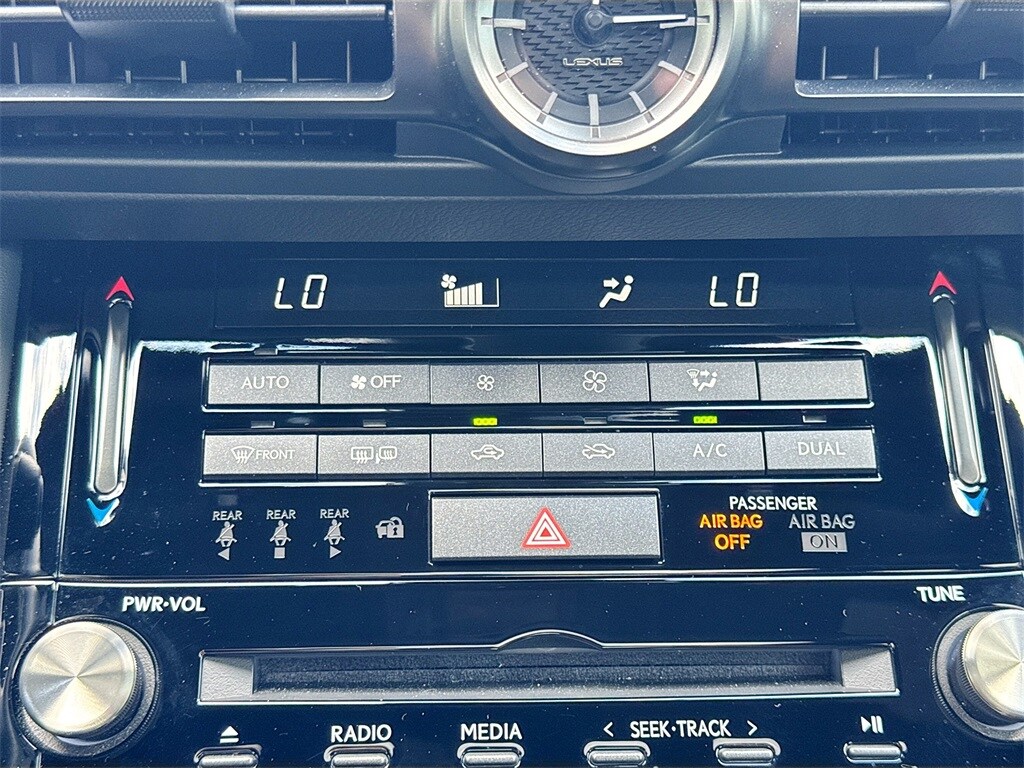 LEXUS
LO LO
AUTO OFF
FRONT A/C DUAL
REAR REAR REAR
PASSENGER
AIR BAG AIR BAG
OFF ON
PWR•VOL TUNE
RADIO MEDIA < SEEK•TRACK >